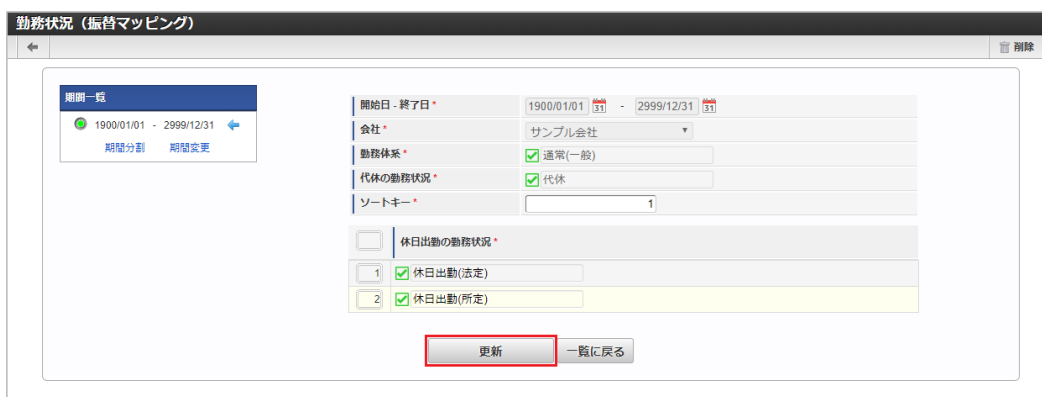 勤務状況（振替マッピング）
削除
期間一覧
1900/01/01 - 2999/12/31
期間分割 期間変更
開始日 - 終了日 * 1900/01/01 31 - 2999/12/31 31
会社 * サンプル会社
勤務体系 * 通常(一般)
代休の勤務状況 * 代休
ソートキー * 1
休日出勤の勤務状況 *
1 休日出勤(法定)
2 休日出勤(所定)
更新 一覧に戻る